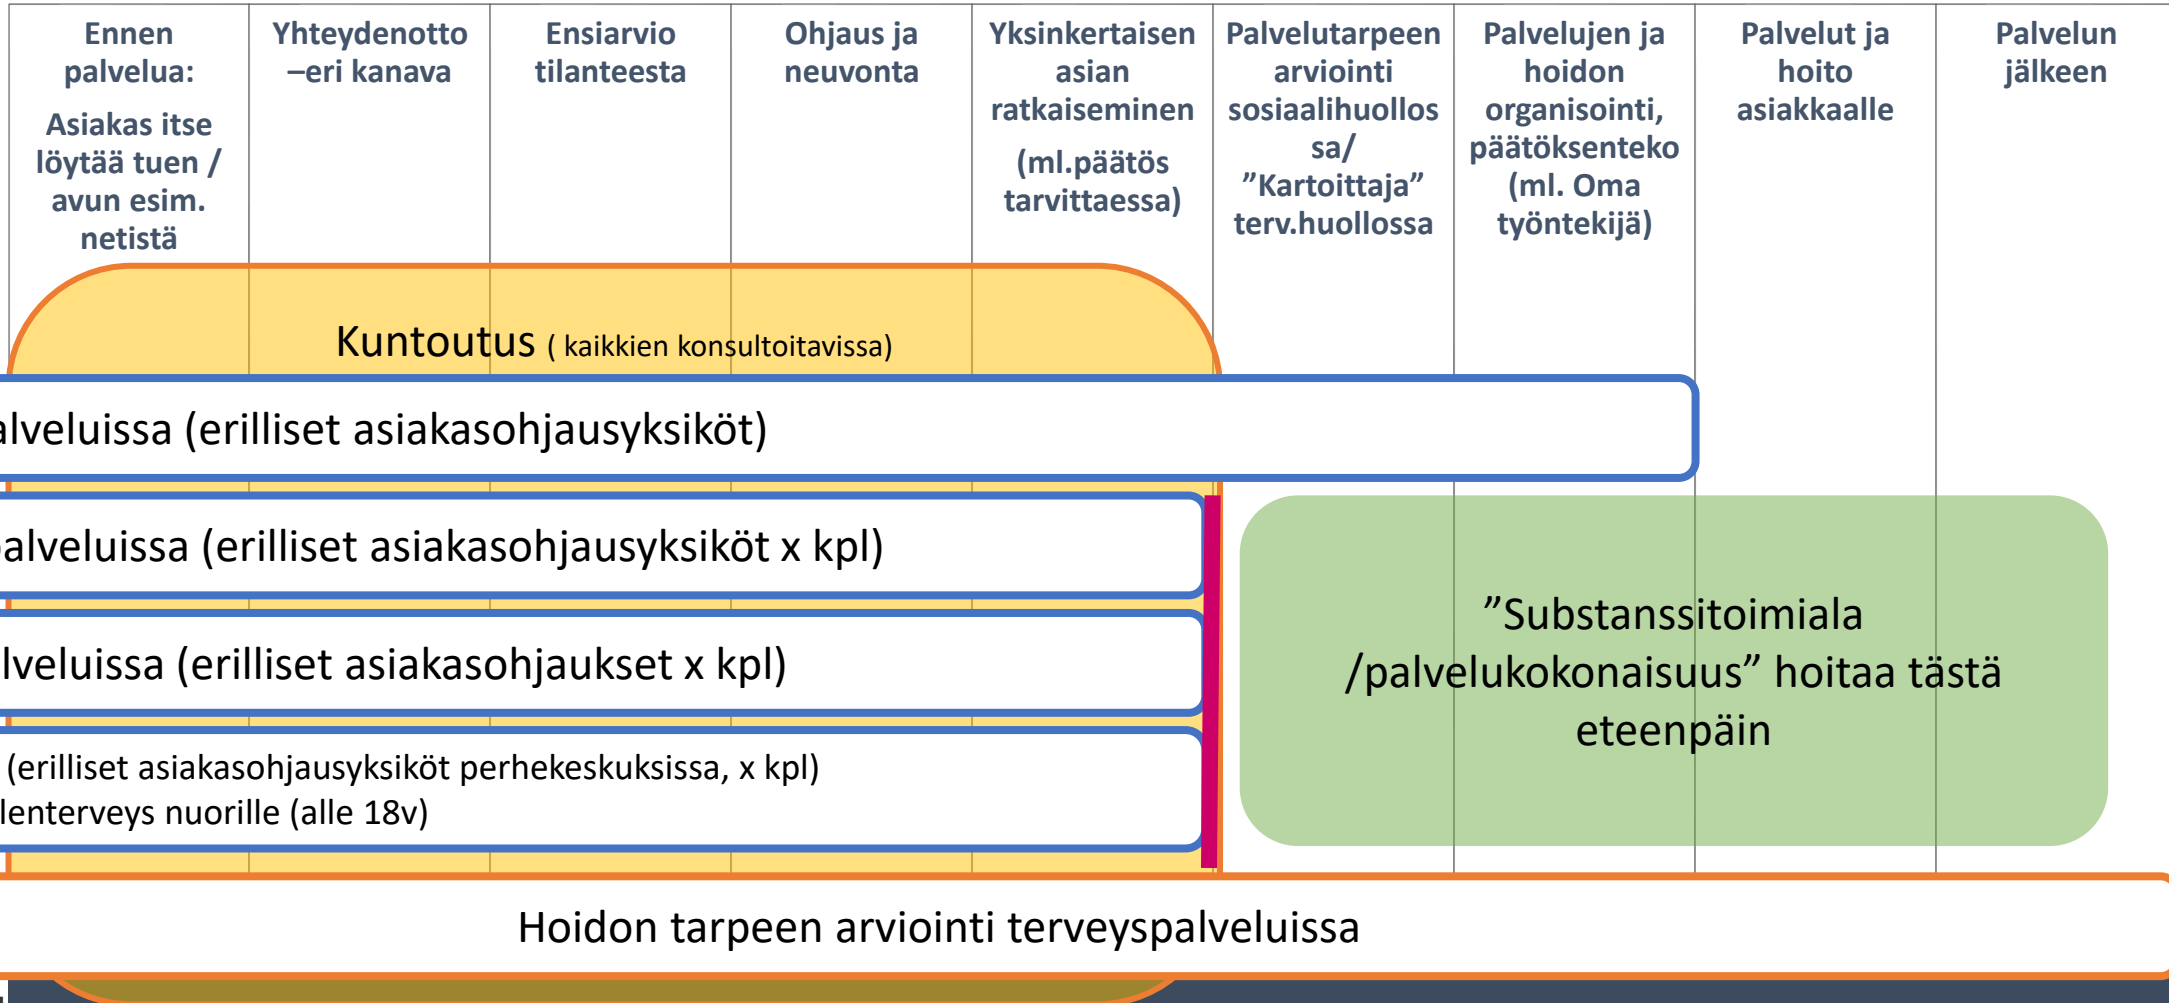 Ennen
palvelua:
Asiakas itse
löytää tuen /
avun esim.
netistä
Yhteydenotto
–eri kanava
Ensiarvio
tilanteesta
Ohjaus ja
neuvonta
Yksinkertaisen
asian
ratkaiseminen
(ml.päätös
tarvittaessa)
Palvelutarpeen
arviointi
sosiaalihuollos
sa/
”Kartoittaja”
terv.huollossa
Palvelujen ja
hoidon
organisointi,
päätöksenteko
(ml. Oma
työntekijä)
Palvelut ja
hoito
asiakkaalle
Palvelun
jälkeen
Kuntoutus ( kaikkien konsultoitavissa)
alveluissa (erilliset asiakasohjausyksiköt)
palveluissa (erilliset asiakasohjausyksiköt x kpl)
lveluissa (erilliset asiakasohjaukset x kpl)
(erilliset asiakasohjausyksiköt perhekeskuksissa, x kpl)
lenterveys nuorille (alle 18v)
”Substanssitoimiala
/palvelukokonaisuus” hoitaa tästä
eteenpäin
Hoidon tarpeen arviointi terveyspalveluissa